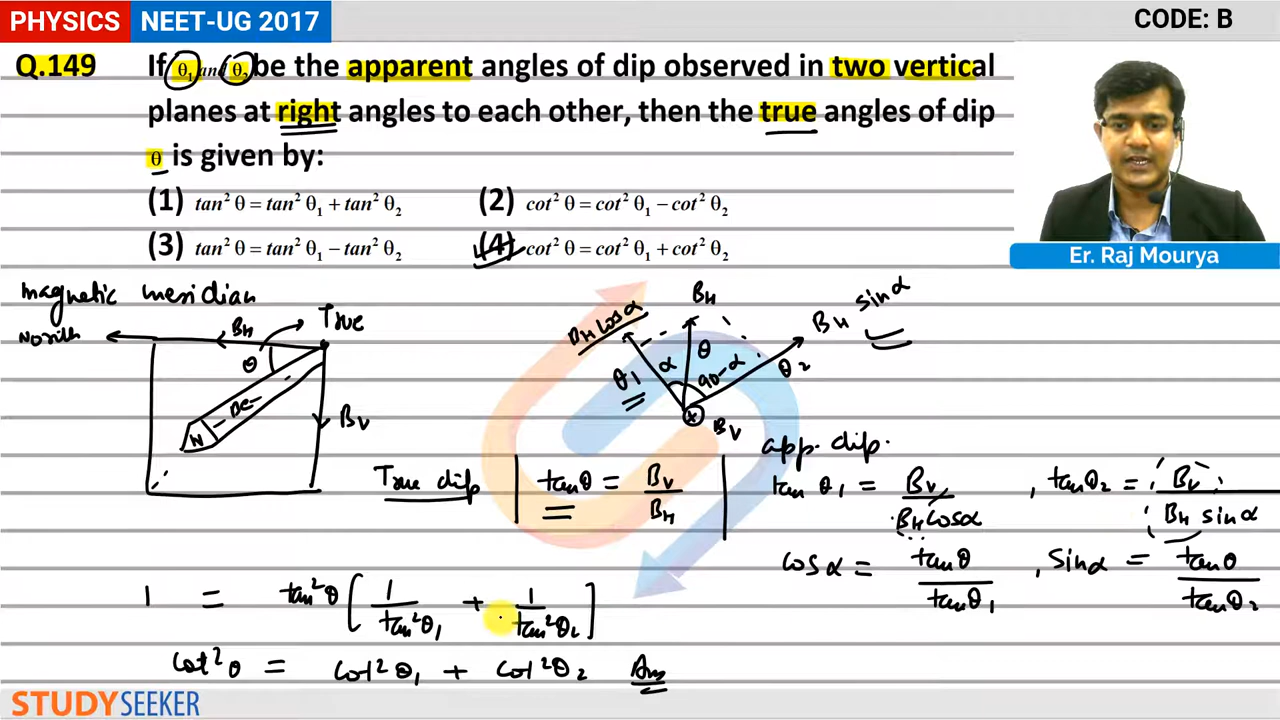 PHYSICS NEET-UG 2017 CODE: B
Q.149 If θ₁ and θ₂ be the apparent angles of dip observed in two vertical
planes at right angles to each other, then the true angles of dip
θ is given by:
(1) tan² θ = tan² θ₁ + tan² θ₂ (2) cot² θ = cot² θ₁ − cot² θ₂
(3) tan² θ = tan² θ₁ − tan² θ₂ (4) cot² θ = cot² θ₁ + cot² θ₂
Er. Raj Mourya
magnetic meridian
North
BH
True
θ
Be
N
BV
BH cosα
BH
BH sinα
θ₁
α
θ
90-α
θ₂
BV
True dip tanθ = BV / BH
app. dip.
tan θ₁ = BV / BH cosα , tanθ₂ = BV / BH sinα
cosα = tanθ / tanθ₁ , sinα = tanθ / tanθ₂
1 = tan²θ [ 1 / tan²θ₁ + 1 / tan²θ₂ ]
cot²θ = cot²θ₁ + cot²θ₂ Ans
STUDYSEEKER